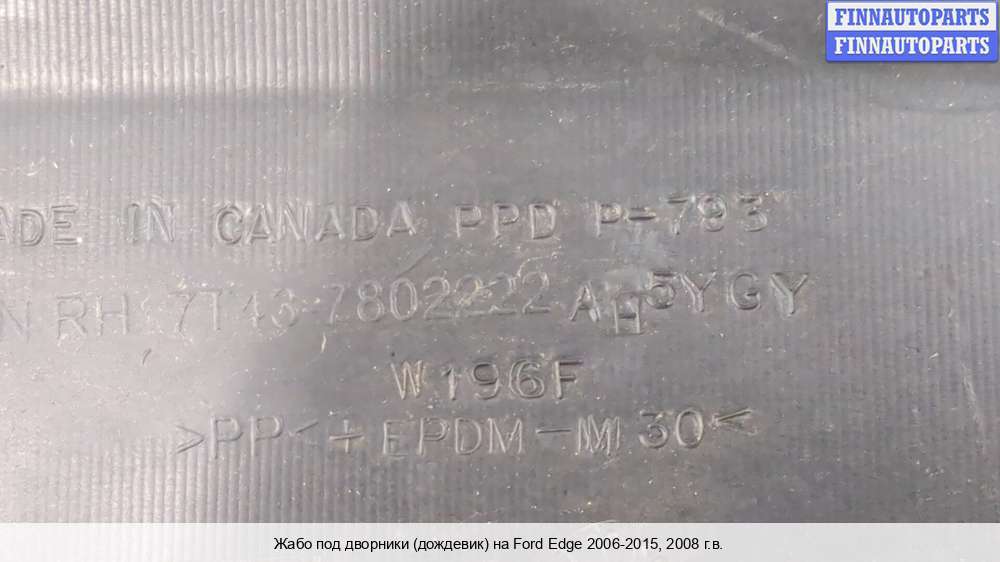 FINNAUTOPARTS
FINNAUTOPARTS
ADE IN CANADA PPD P-793
N RH 7T43-7802222-A 5YGY
W196F
>PP<+EPDM-M30<
Жабо под дворники (дождевик) на Ford Edge 2006-2015, 2008 г.в.